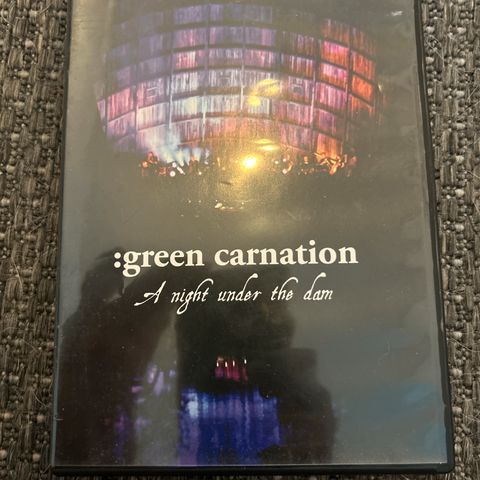 :green carnation
A night under the dam